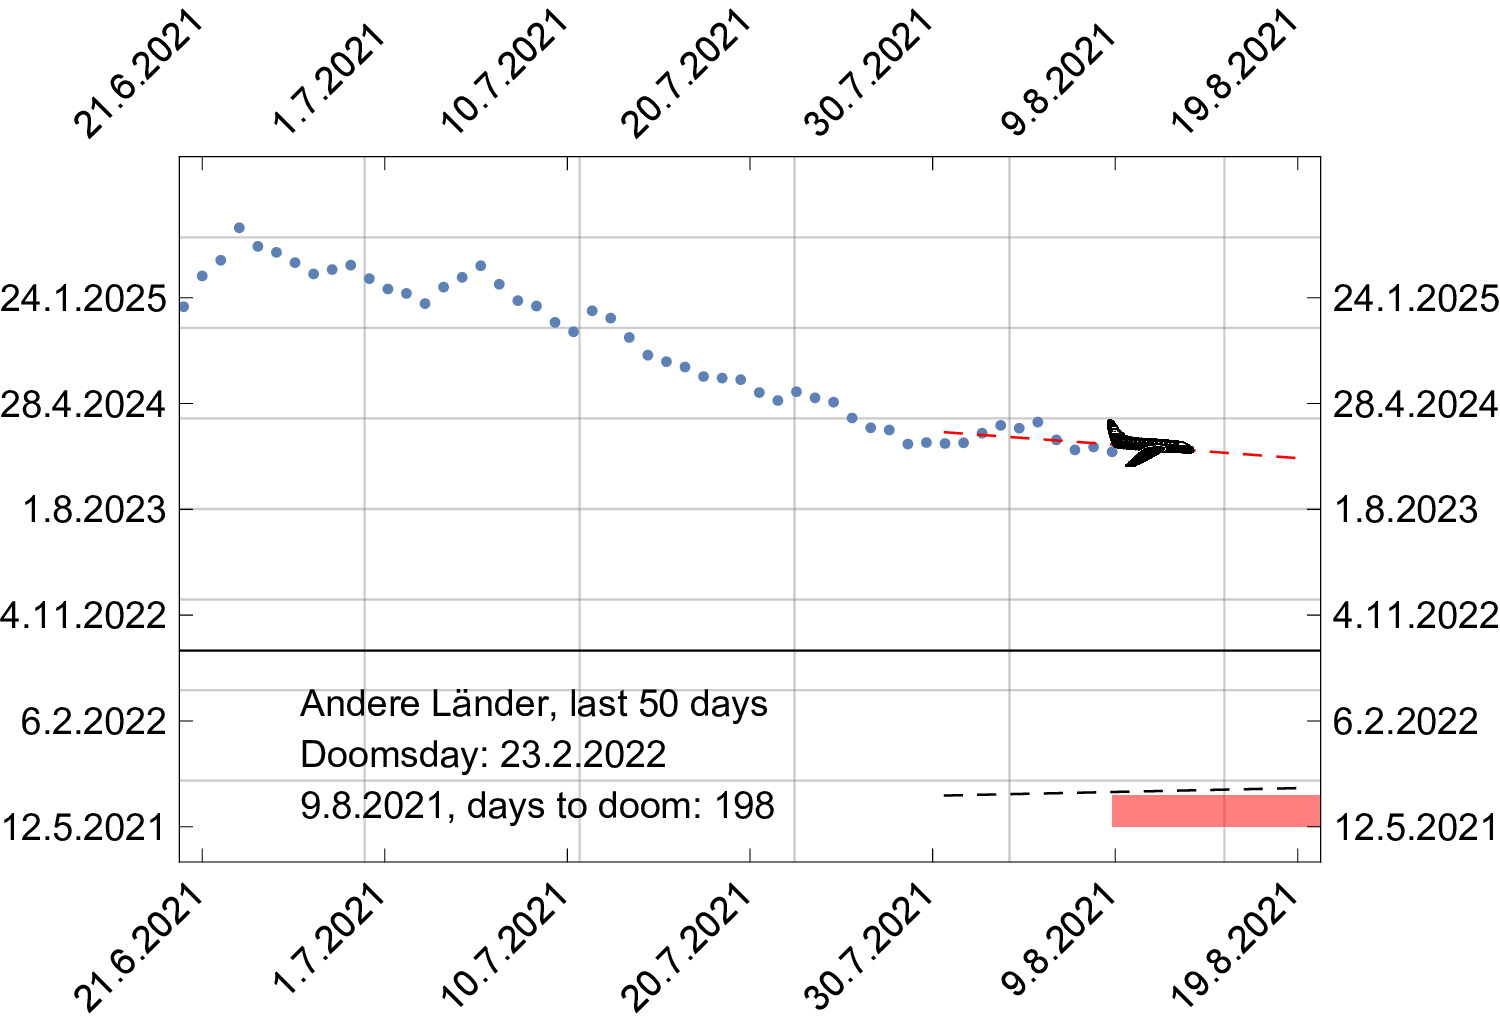 21.6.2021 1.7.2021 10.7.2021 20.7.2021 30.7.2021 9.8.2021 19.8.2021
24.1.2025 24.1.2025
28.4.2024 28.4.2024
1.8.2023 1.8.2023
4.11.2022 4.11.2022
6.2.2022 6.2.2022
12.5.2021 12.5.2021
Andere Länder, last 50 days
Doomsday: 23.2.2022
9.8.2021, days to doom: 198
21.6.2021 1.7.2021 10.7.2021 20.7.2021 30.7.2021 9.8.2021 19.8.2021